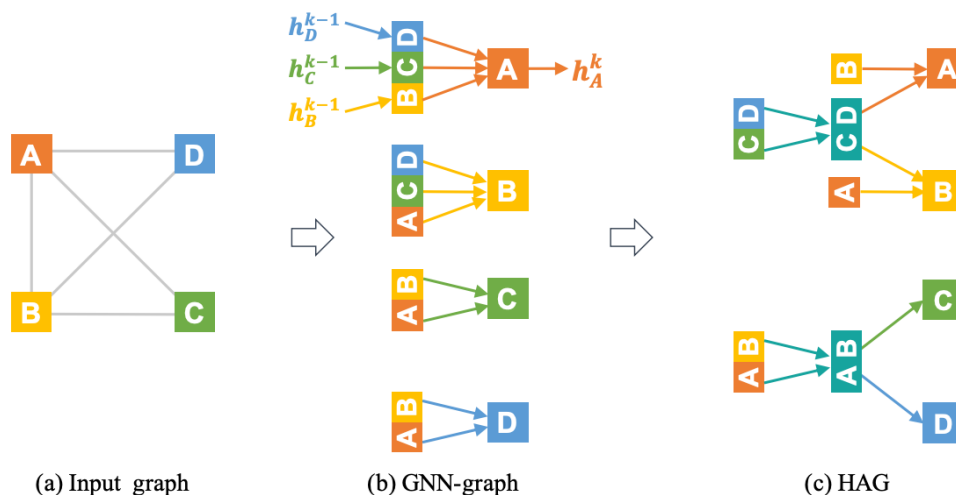 A
D
B
C
(a) Input graph
h_D^{k-1}
h_C^{k-1}
h_B^{k-1}
D
C
B
A
h_A^k
D
C
A
B
B
A
C
B
A
D
(b) GNN-graph
B
A
D
C
D
C
A
B
C
B
A
B
A
D
(c) HAG